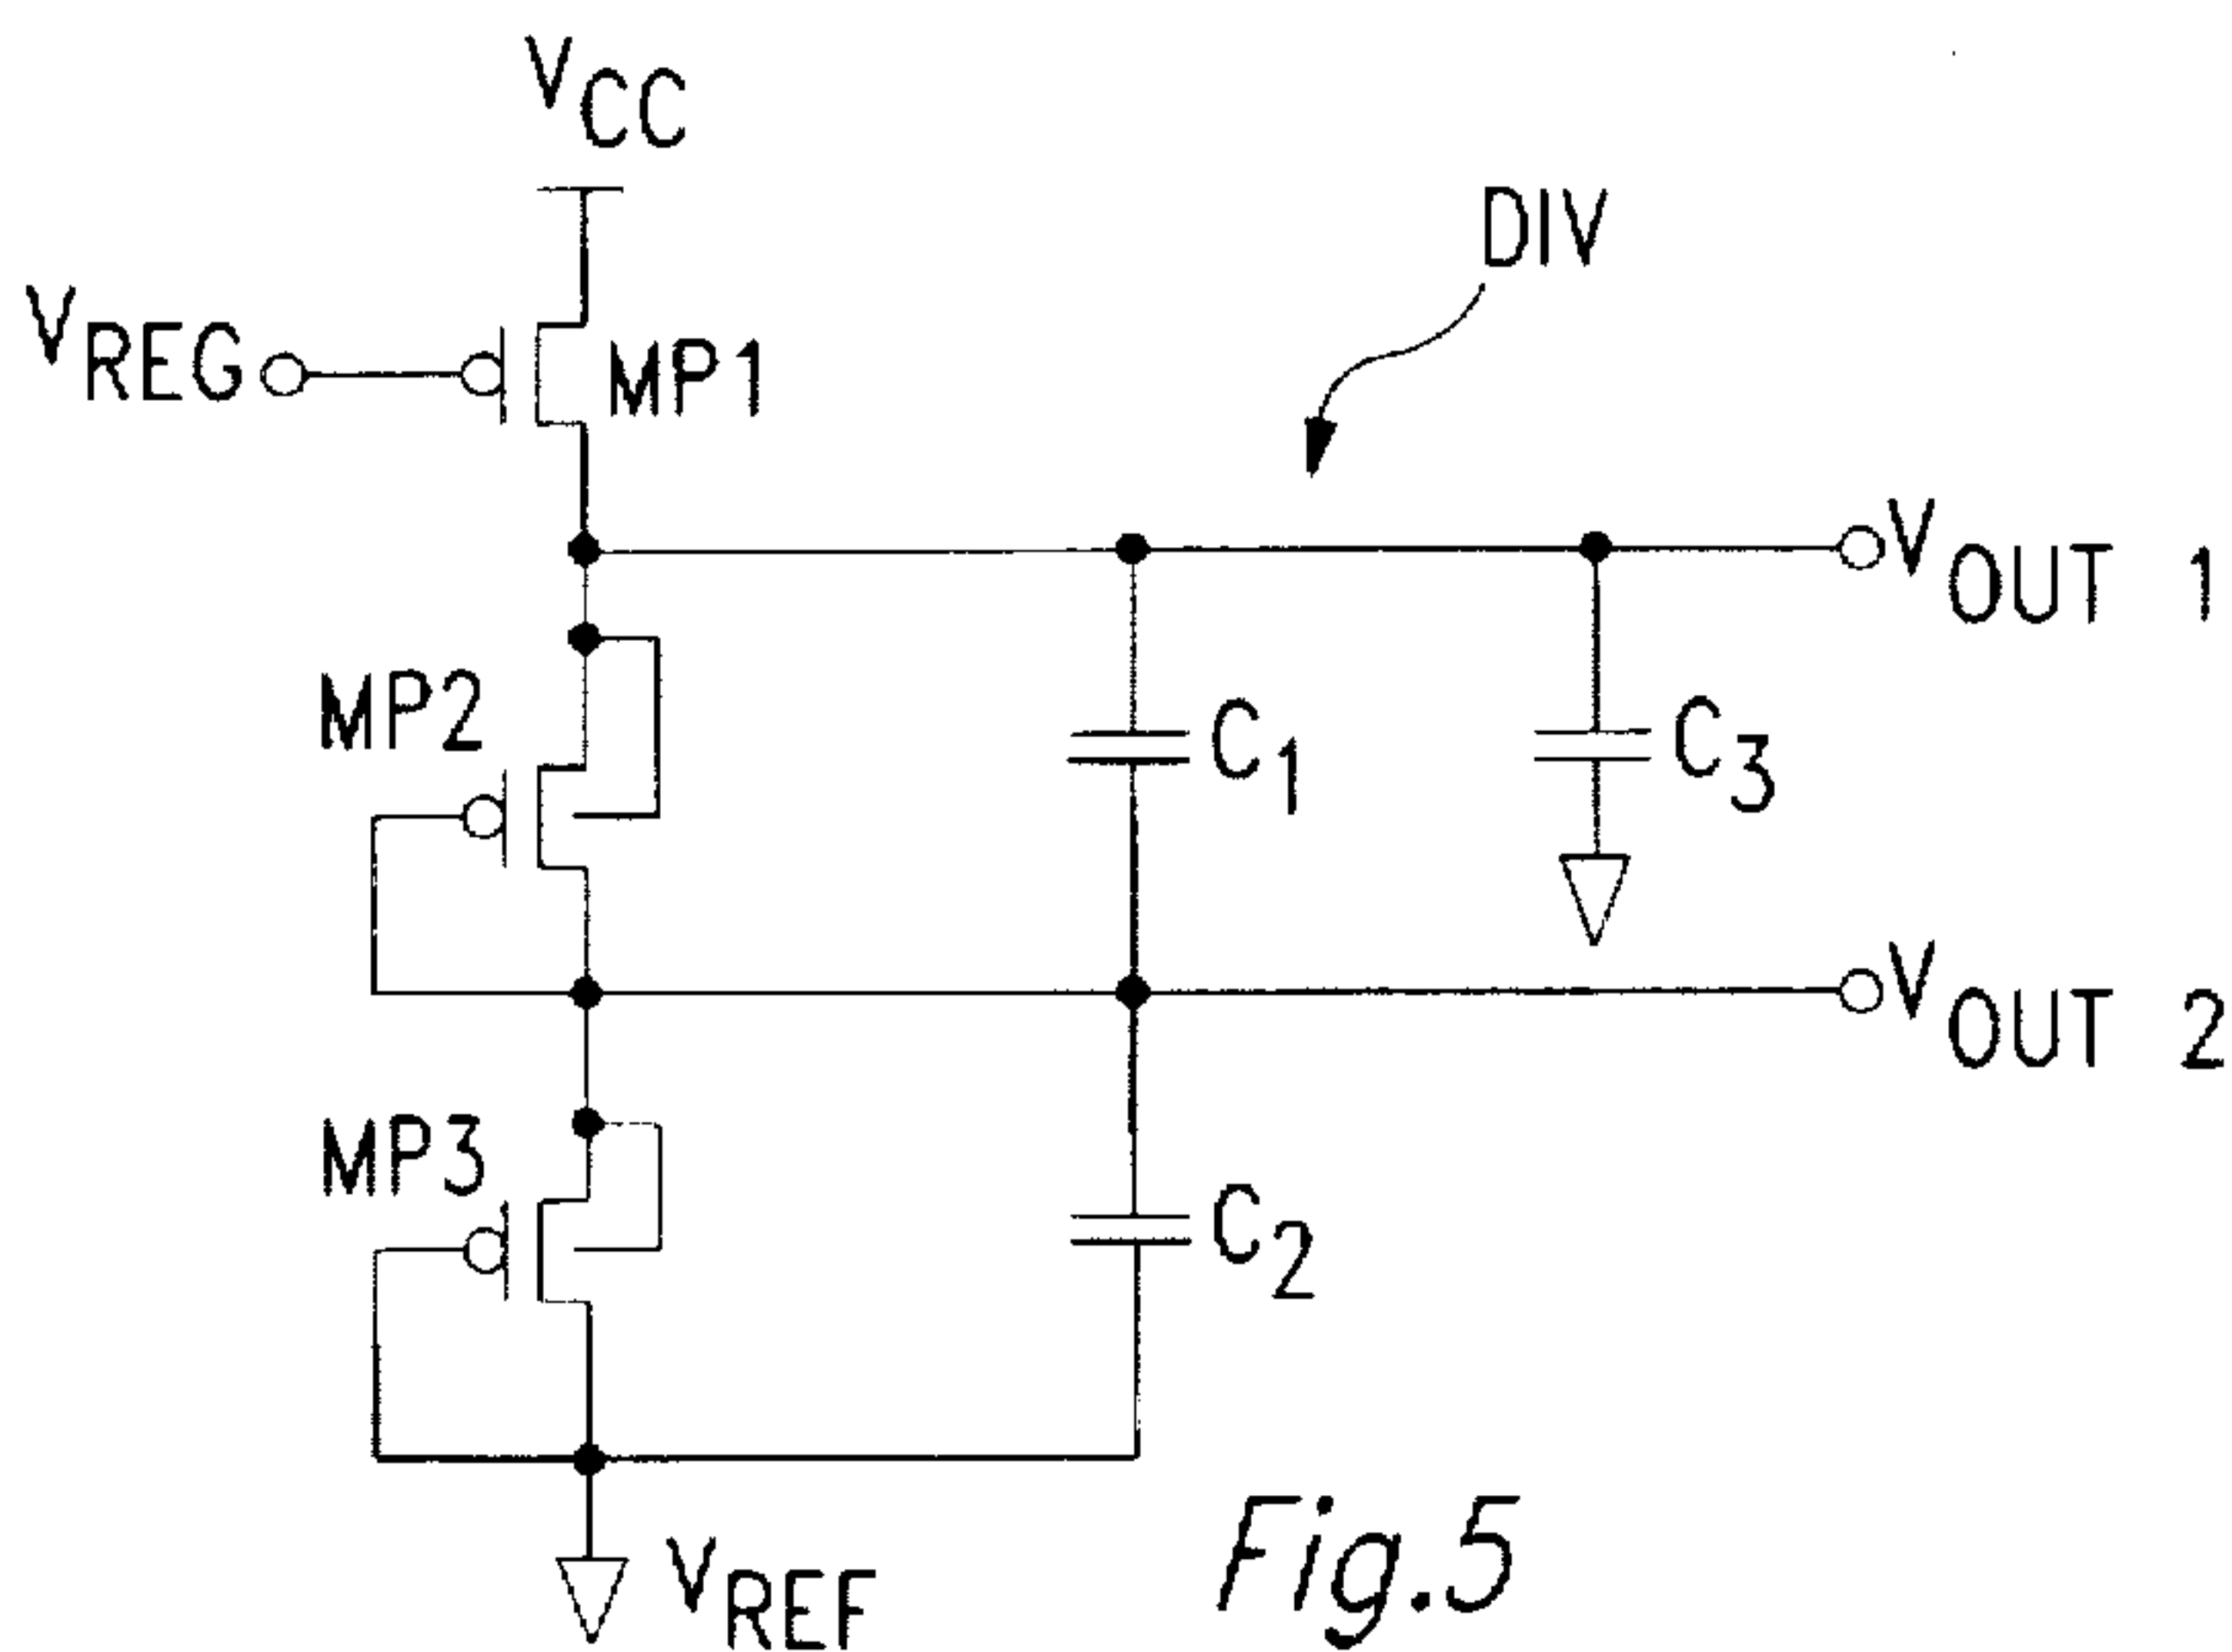 VCC
DIV
VREG
MP1
VOUT 1
MP2
C1
C3
VOUT 2
MP3
C2
VREF
Fig.5